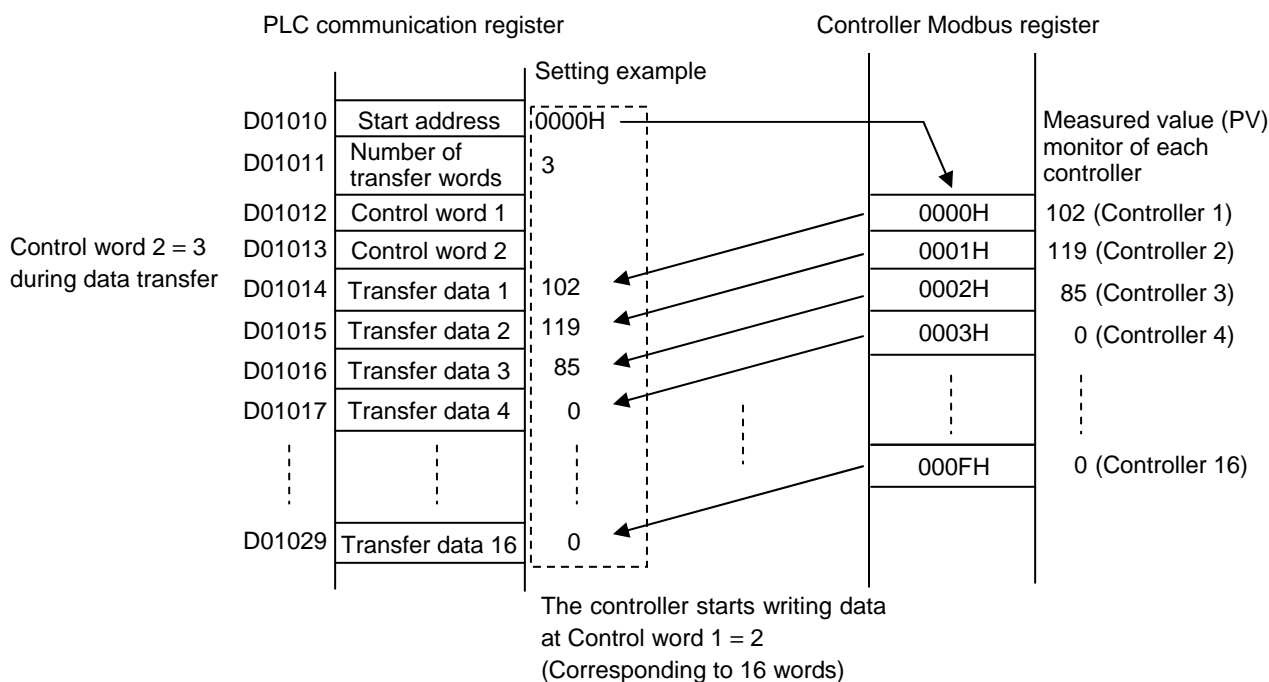 PLC communication register
Controller Modbus register
Setting example
D01010 Start address 0000H
Measured value (PV)
monitor of each
controller
D01011 Number of
transfer words 3
D01012 Control word 1
0000H 102 (Controller 1)
Control word 2 = 3
during data transfer
D01013 Control word 2
0001H 119 (Controller 2)
D01014 Transfer data 1 102
0002H 85 (Controller 3)
D01015 Transfer data 2 119
0003H 0 (Controller 4)
D01016 Transfer data 3 85
D01017 Transfer data 4 0
000FH 0 (Controller 16)
D01029 Transfer data 16 0
The controller starts writing data
at Control word 1 = 2
(Corresponding to 16 words)